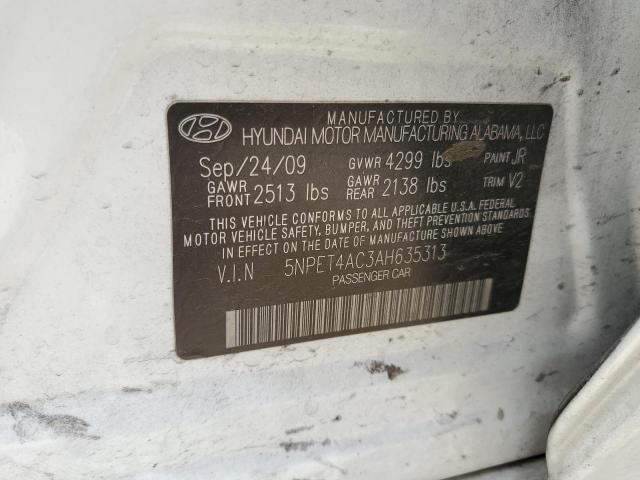 MANUFACTURED BY
HYUNDAI MOTOR MANUFACTURING ALABAMA, LLC
Sep/24/09 GVWR 4299 lbs PAINT JR
GAWR FRONT 2513 lbs GAWR REAR 2138 lbs TRIM V2
THIS VEHICLE CONFORMS TO ALL APPLICABLE U.S.A. FEDERAL
MOTOR VEHICLE SAFETY, BUMPER, AND THEFT PREVENTION STANDARDS
IN EFFECT ON THE DATE OF MANUFACTURE SHOWN ABOVE.
V.I.N 5NPET4AC3AH635313
PASSENGER CAR